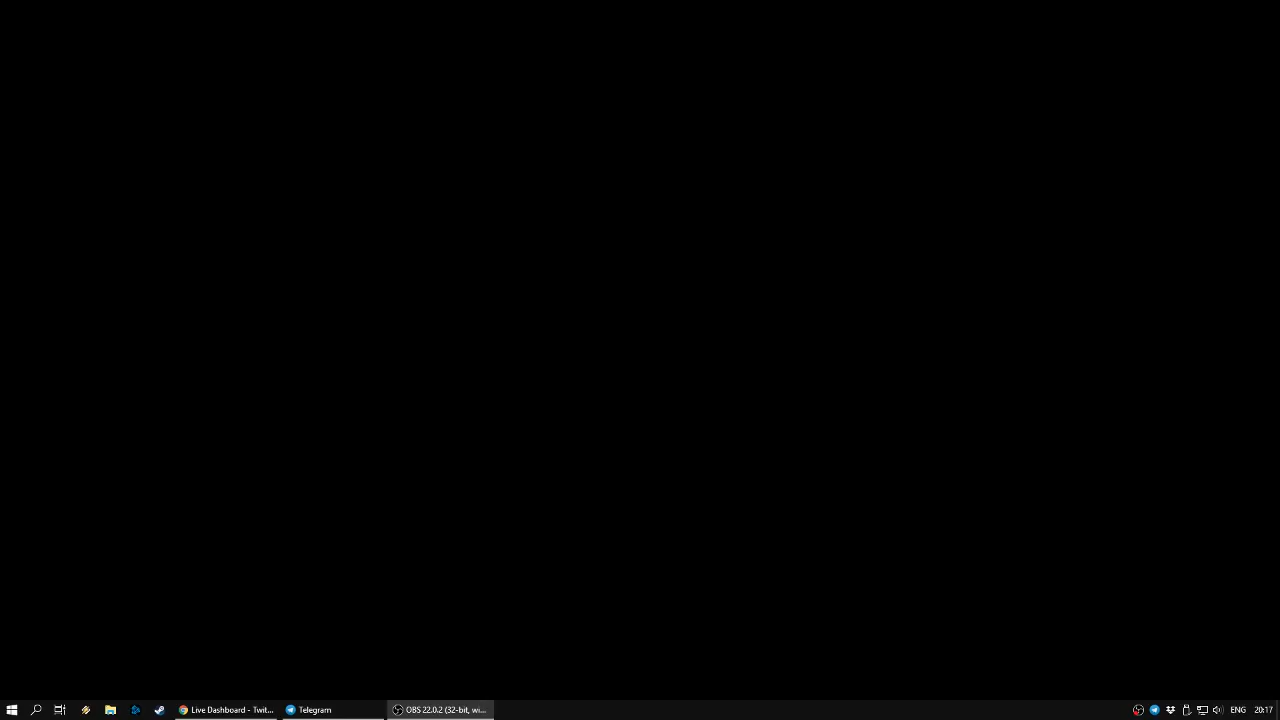 Live Dashboard - Twit...
Telegram
OBS 22.0.2 (32-bit, wi...
ENG
20:17